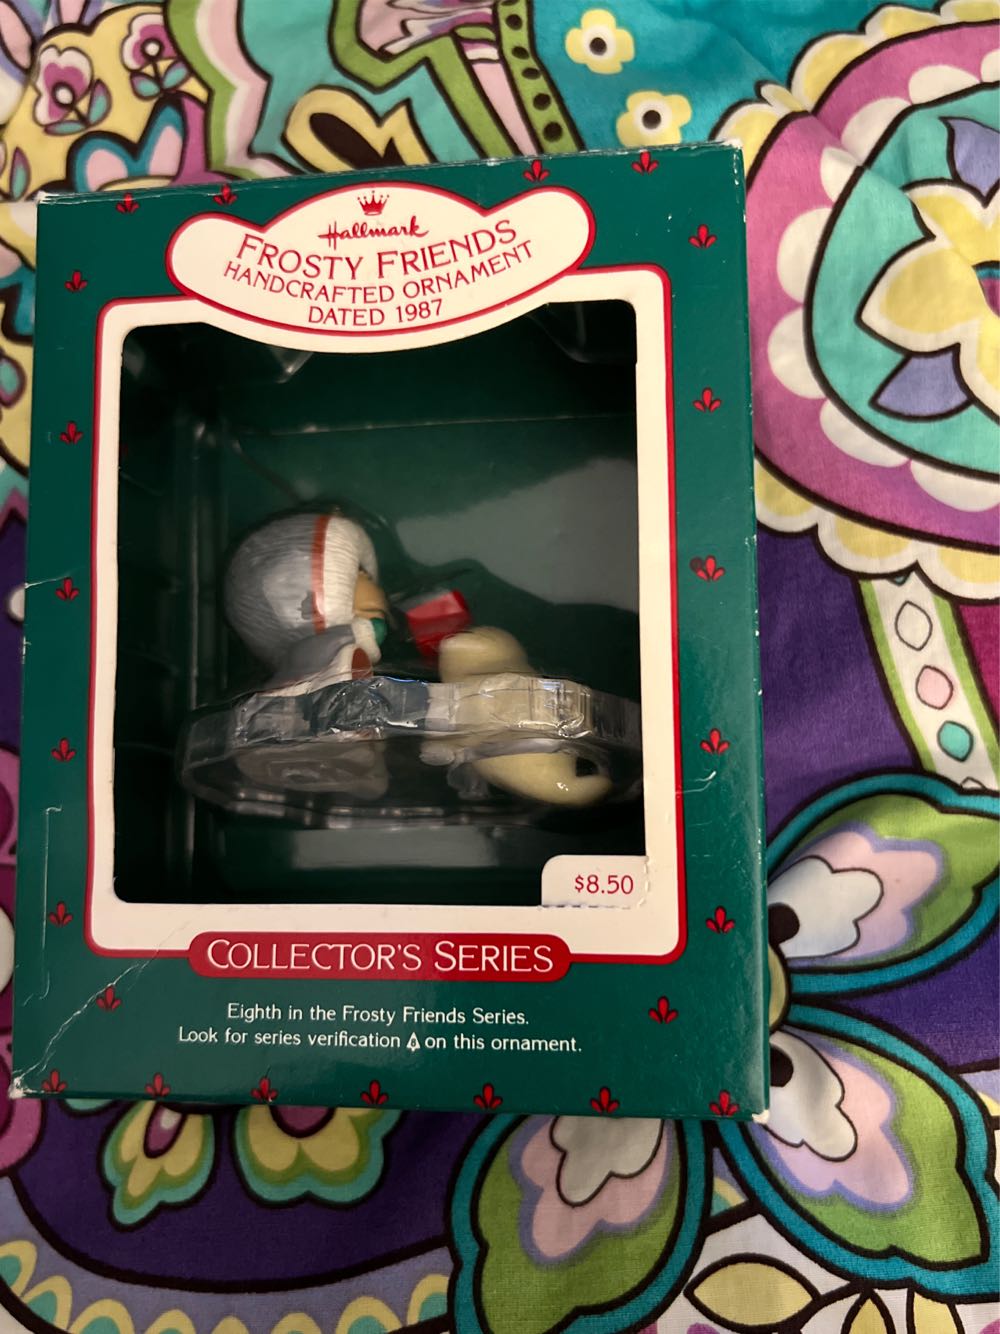 Hallmark
FROSTY FRIENDS
HANDCRAFTED ORNAMENT
DATED 1987
$8.50
COLLECTOR'S SERIES
Eighth in the Frosty Friends Series.
Look for series verification 8 on this ornament.